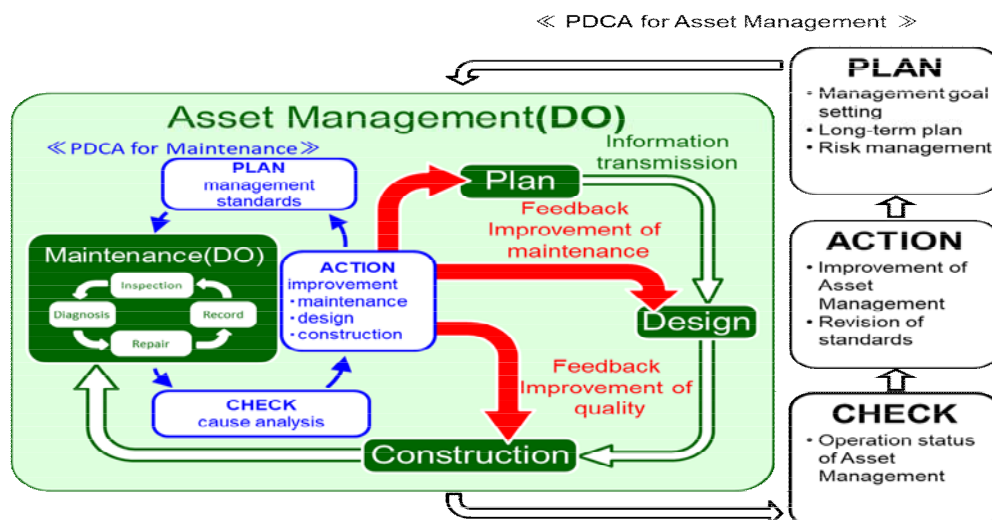 ≪ PDCA for Asset Management ≫
Asset Management(DO)
≪PDCA for Maintenance≫
PLAN
management
standards
Maintenance(DO)
Inspection
Diagnosis
Record
Repair
ACTION
improvement
・maintenance
・design
・construction
CHECK
cause analysis
Plan
Information
transmission
Feedback
Improvement of
maintenance
Design
Feedback
Improvement of
quality
Construction
PLAN
• Management goal
setting
• Long-term plan
• Risk management
ACTION
• Improvement of
Asset
Management
• Revision of
standards
CHECK
• Operation status
of Asset
Management